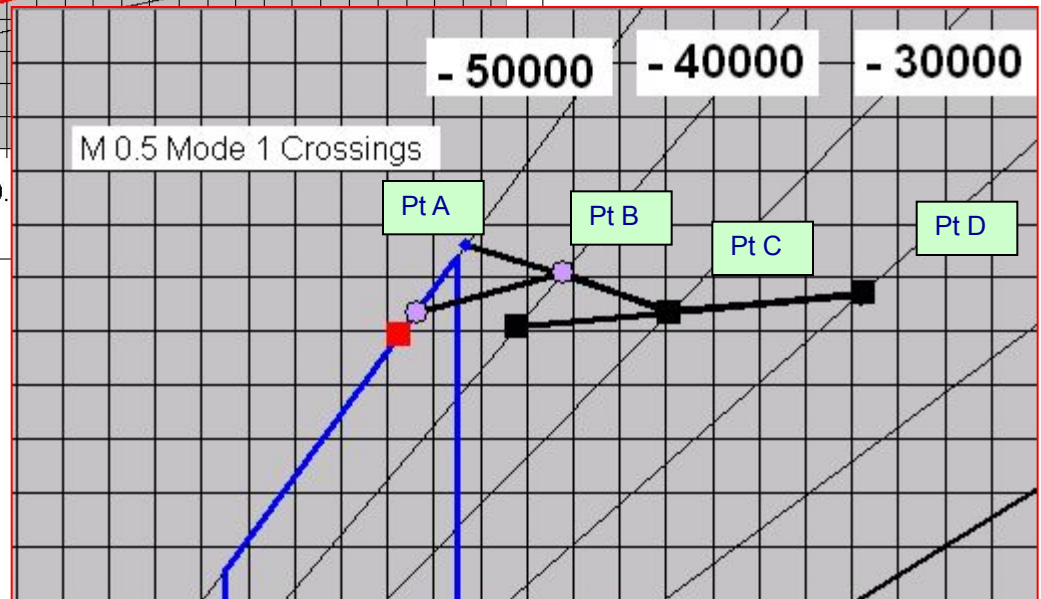 - 50000
- 40000
- 30000
M 0.5 Mode 1 Crossings
Pt A
Pt B
Pt C
Pt D